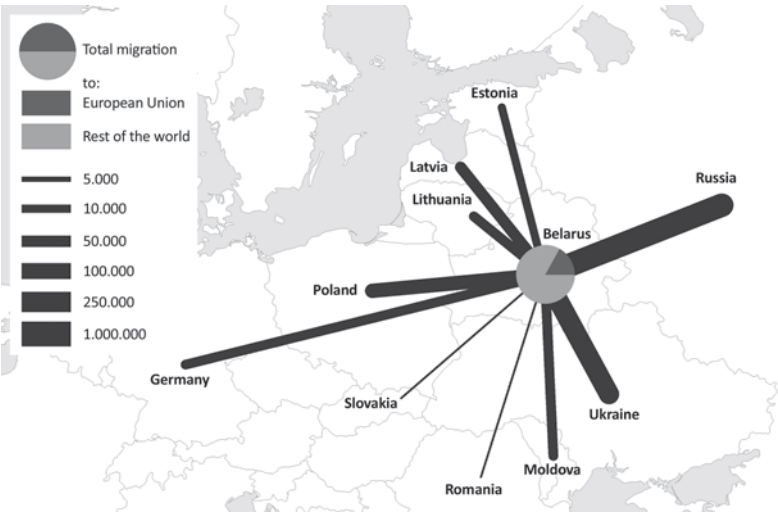 Total migration
to:
European Union
Rest of the world
5.000
10.000
50.000
100.000
250.000
1.000.000
Estonia
Latvia
Russia
Lithuania
Belarus
Poland
Germany
Slovakia
Ukraine
Moldova
Romania